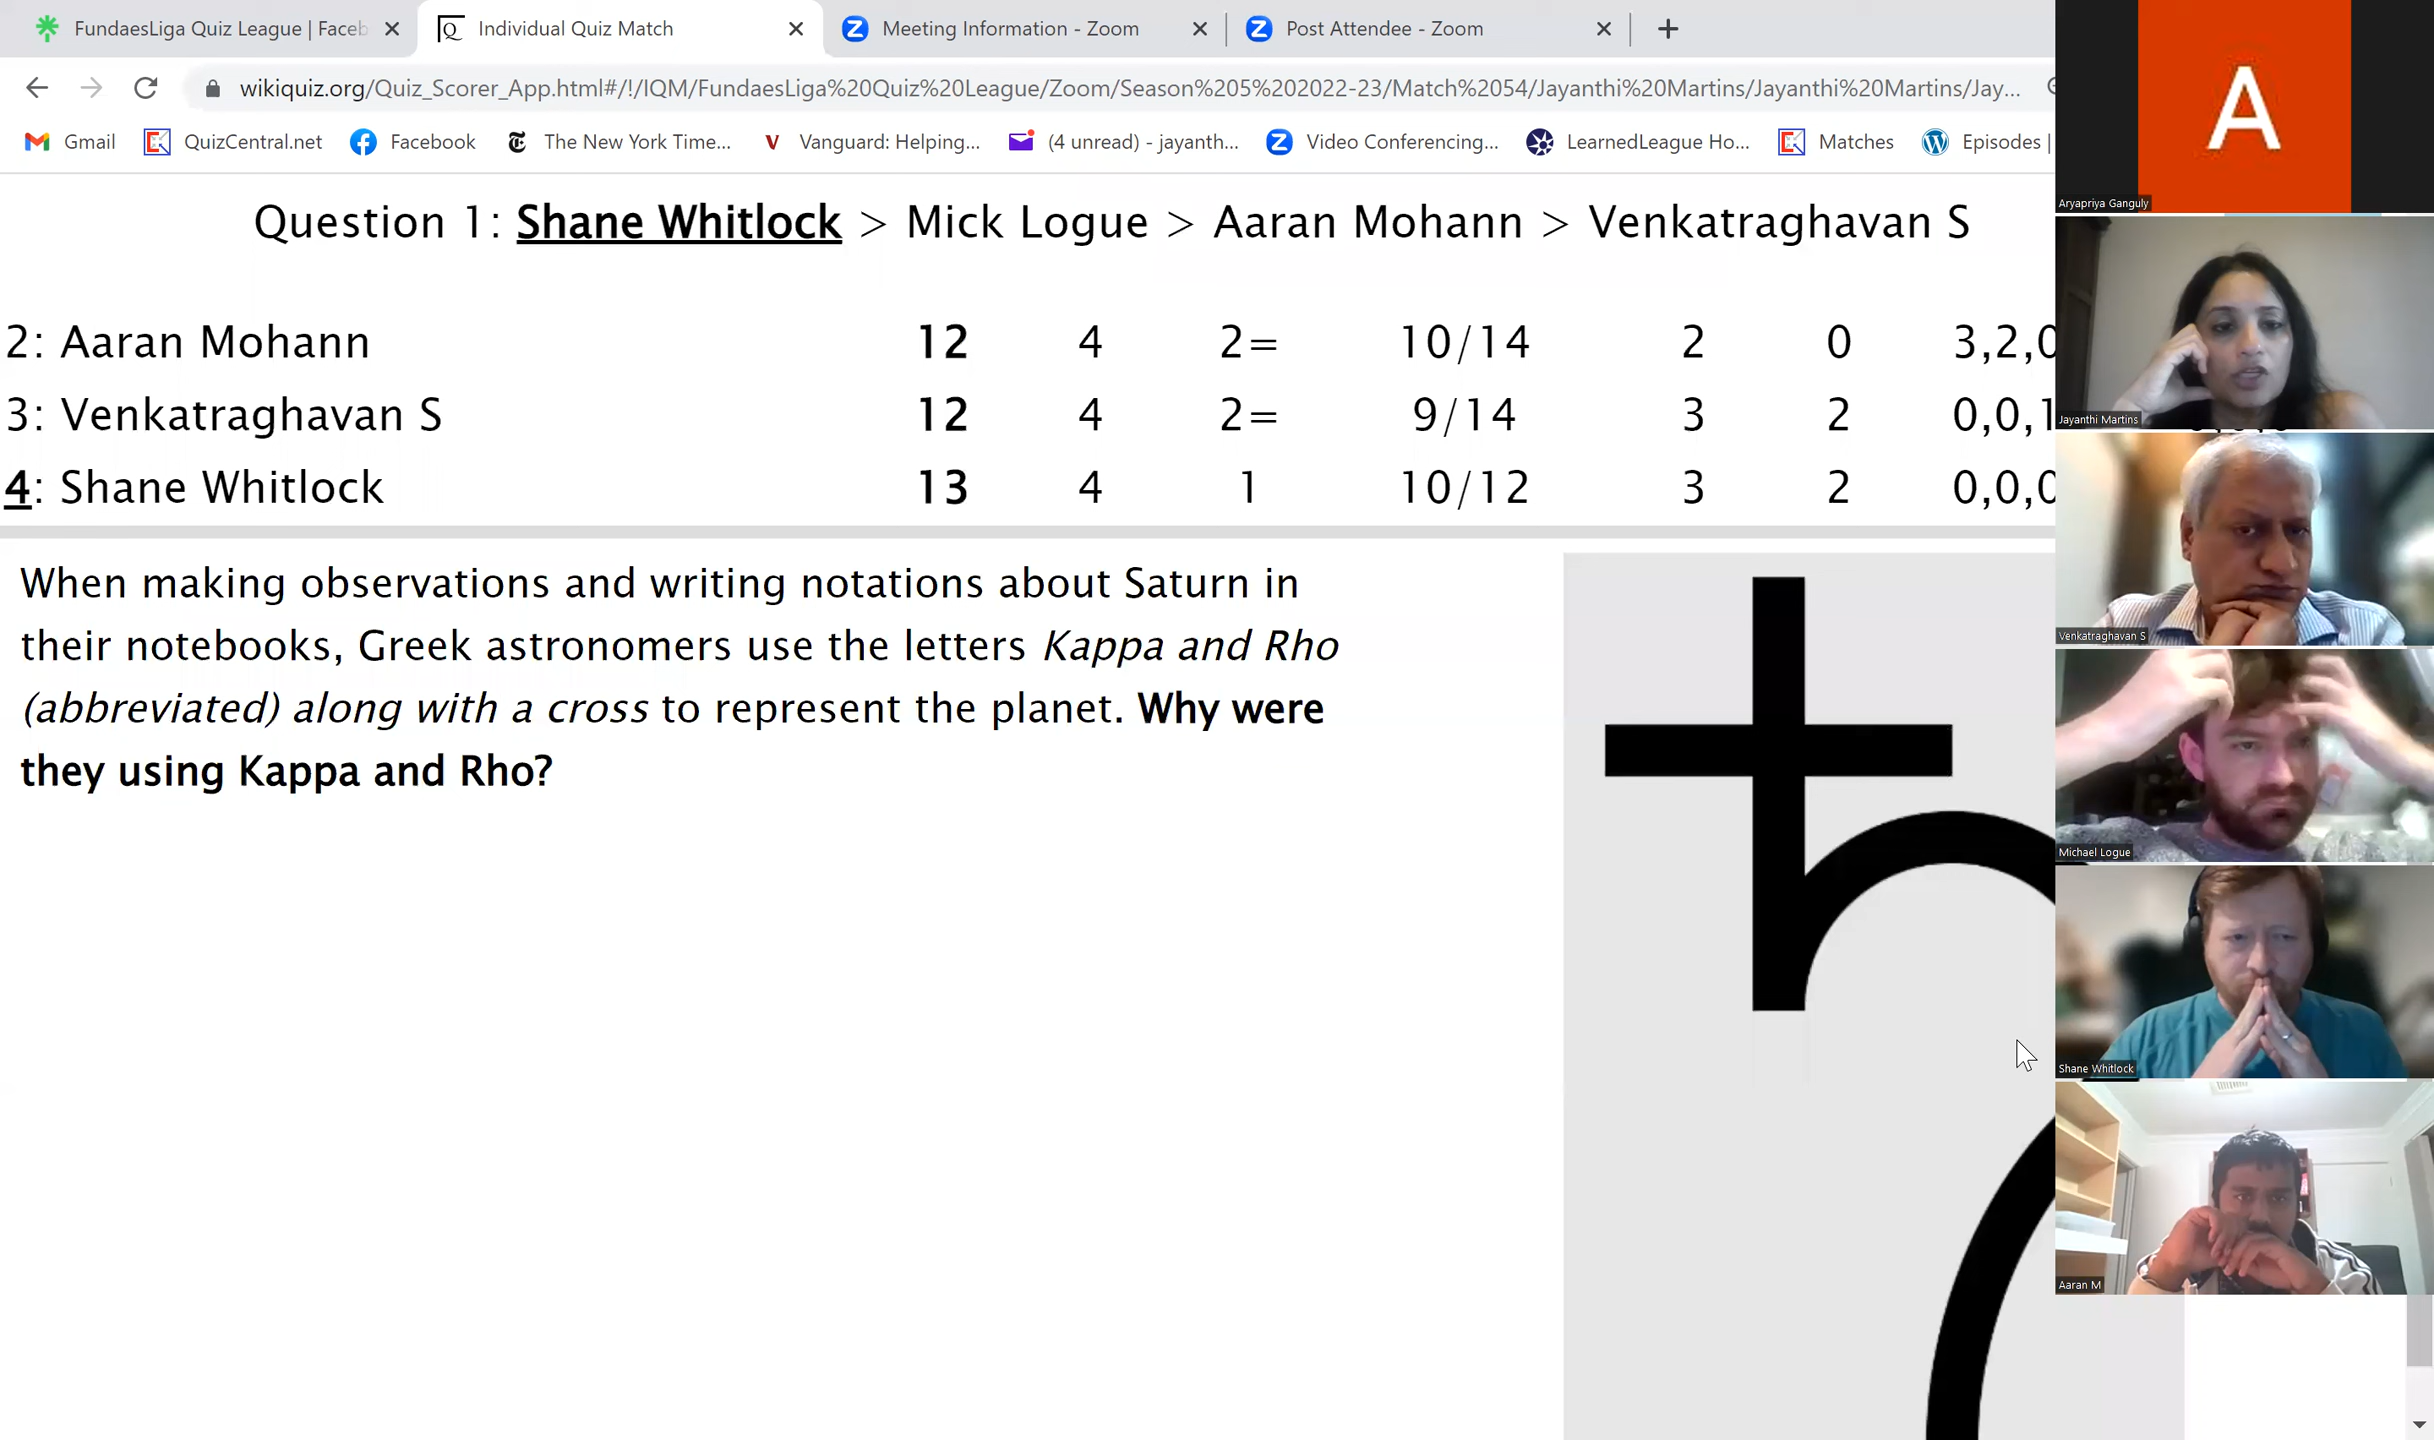 FundaesLiga Quiz League | Faceb
Individual Quiz Match
Meeting Information - Zoom
Post Attendee - Zoom
wikiquiz.org/Quiz_Scorer_App.html#/!/IQM/FundaesLiga%20Quiz%20League/Zoom/Season%205%202022-23/Match%2054/Jayanthi%20Martins/Jayanthi%20Martins/Jay...
Gmail QuizCentral.net Facebook The New York Time... Vanguard: Helping... (4 unread) - jayanth... Video Conferencing... LearnedLeague Ho... Matches Episodes |
Question 1: Shane Whitlock > Mick Logue > Aaran Mohann > Venkatraghavan S
2: Aaran Mohann 12 4 2= 10/14 2 0 3,2,0
3: Venkatraghavan S 12 4 2= 9/14 3 2 0,0,1
4: Shane Whitlock 13 4 1 10/12 3 2 0,0,0
When making observations and writing notations about Saturn in
their notebooks, Greek astronomers use the letters Kappa and Rho
(abbreviated) along with a cross to represent the planet. Why were
they using Kappa and Rho?
A
Aryapriya Ganguly
Jayanthi Martins
Venkatraghavan S
Michael Logue
Shane Whitlock
Aaran M